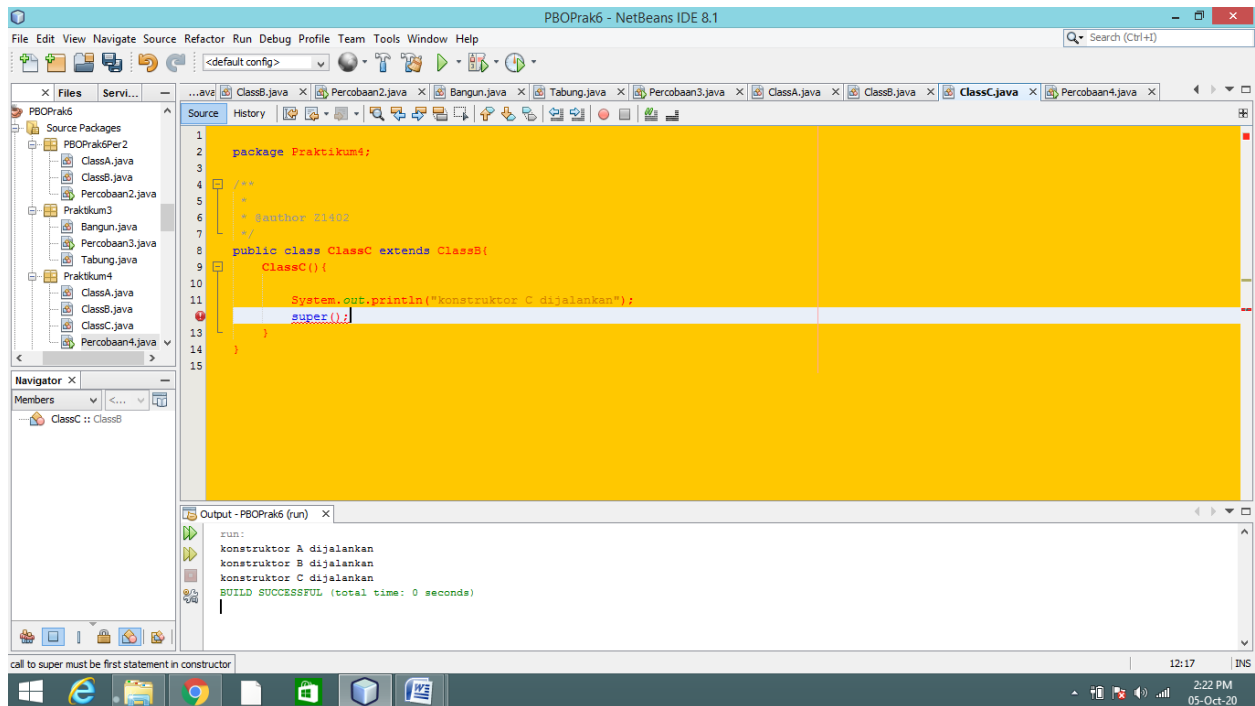 PBOPrak6 - NetBeans IDE 8.1
File Edit View Navigate Source Refactor Run Debug Profile Team Tools Window Help
Search (Ctrl+I)
<default config>
Files Servi...
...ava ClassB.java Percobaan2.java Bangun.java Tabung.java Percobaan3.java ClassA.java ClassB.java ClassC.java Percobaan4.java
Source History
PBOPrak6
Source Packages
PBOPrak6Per2
ClassA.java
ClassB.java
Percobaan2.java
Praktikum3
Bangun.java
Percobaan3.java
Tabung.java
Praktikum4
ClassA.java
ClassB.java
ClassC.java
Percobaan4.java
Navigator
Members <...
ClassC :: ClassB
1
2 package Praktikum4;
3
4 /**
5 *
6 * @author Z1402
7 */
8 public class ClassC extends ClassB{
9 ClassC(){
10
11 System.out.println("konstruktor C dijalankan");
super();
13 }
14 }
15
Output - PBOPrak6 (run)
run:
konstruktor A dijalankan
konstruktor B dijalankan
konstruktor C dijalankan
BUILD SUCCESSFUL (total time: 0 seconds)
call to super must be first statement in constructor
12:17 INS
2:22 PM
05-Oct-20